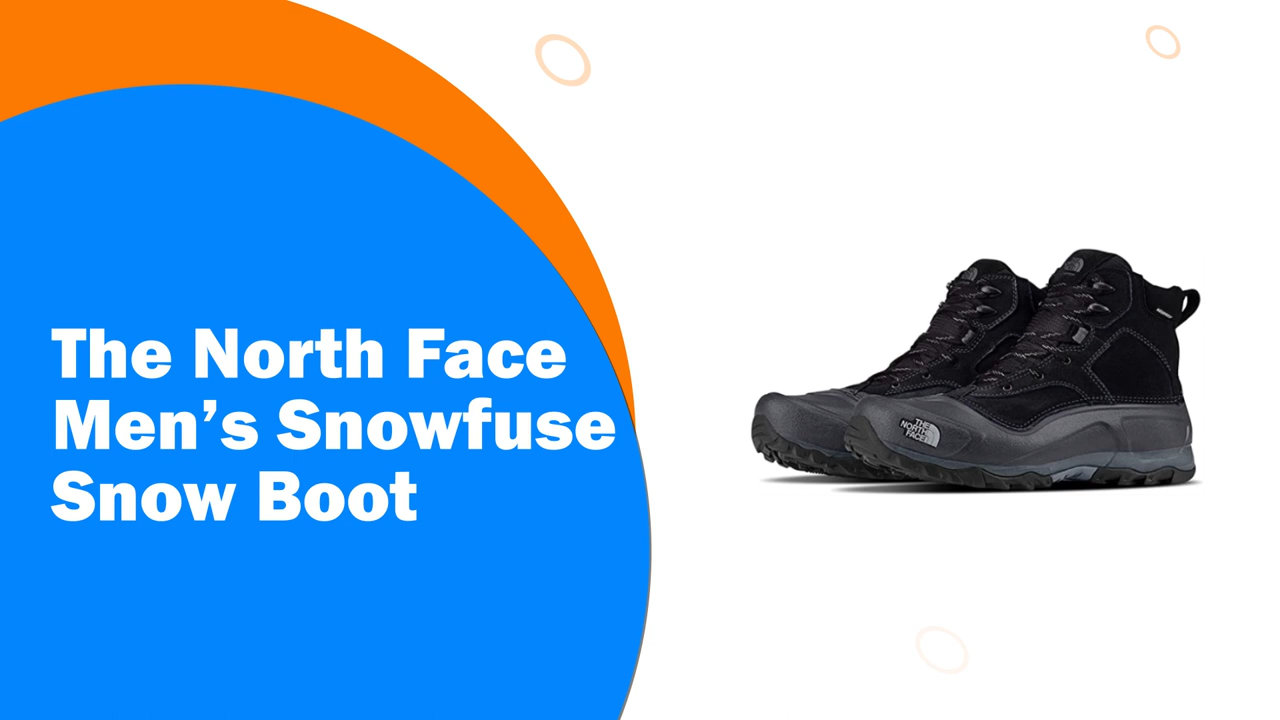 The North Face
Men’s Snowfuse
Snow Boot
THE
NORTH
FACE